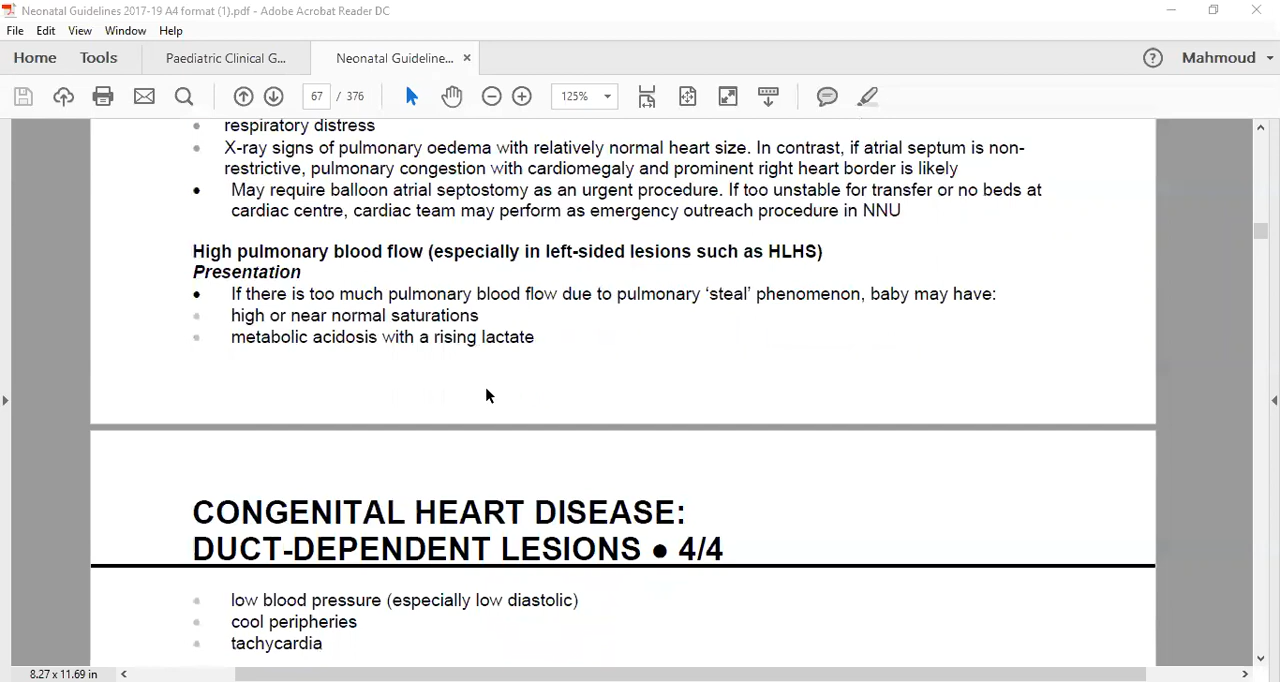 Neonatal Guidelines 2017-19 A4 format (1).pdf - Adobe Acrobat Reader DC
File Edit View Window Help
Home Tools Paediatric Clinical G... Neonatal Guideline... × ? Mahmoud
67 / 376 125%
• respiratory distress
• X-ray signs of pulmonary oedema with relatively normal heart size. In contrast, if atrial septum is non-
restrictive, pulmonary congestion with cardiomegaly and prominent right heart border is likely
• May require balloon atrial septostomy as an urgent procedure. If too unstable for transfer or no beds at
cardiac centre, cardiac team may perform as emergency outreach procedure in NNU
High pulmonary blood flow (especially in left-sided lesions such as HLHS)
Presentation
• If there is too much pulmonary blood flow due to pulmonary ‘steal’ phenomenon, baby may have:
• high or near normal saturations
• metabolic acidosis with a rising lactate
CONGENITAL HEART DISEASE:
DUCT-DEPENDENT LESIONS ● 4/4
• low blood pressure (especially low diastolic)
• cool peripheries
• tachycardia
8.27 x 11.69 in